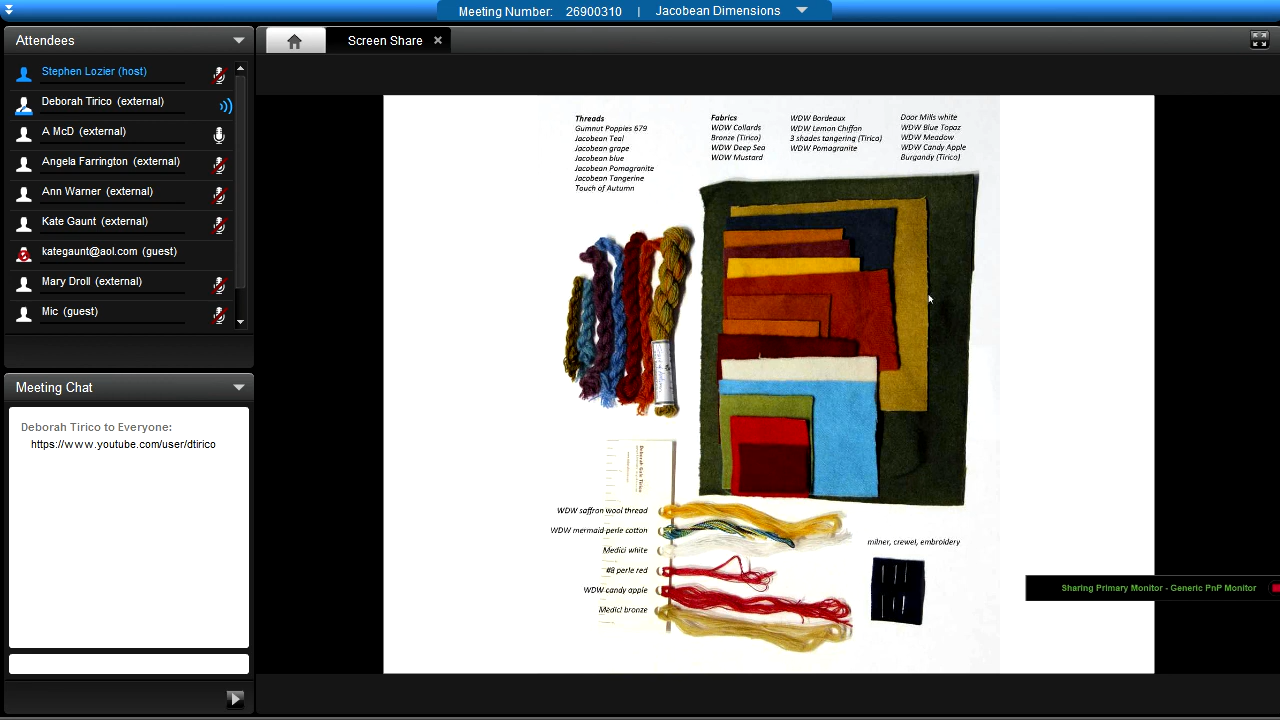 Meeting Number: 26900310 | Jacobean Dimensions
Attendees
Stephen Lozier (host)
Deborah Tirico (external)
A McD (external)
Angela Farrington (external)
Ann Warner (external)
Kate Gaunt (external)
kategaunt@aol.com (guest)
Mary Droll (external)
Mic (guest)
Meeting Chat
Deborah Tirico to Everyone:
https://www.youtube.com/user/dtirico
Screen Share
Threads
Gumnut Poppies 679
Jacobean Teal
Jacobean grape
Jacobean blue
Jacobean Pomagranite
Jacobean Tangerine
Touch of Autumn
Fabrics
WDW Collards
Bronze (Tirico)
WDW Deep Sea
WDW Mustard
WDW Bordeaux
WDW Lemon Chiffon
3 shades tangering (Tirico)
WDW Pomagranite
Door Mills white
WDW Blue Topaz
WDW Meadow
WDW Candy Apple
Burgandy (Tirico)
Deborah Gale Tirico
WDW saffron wool thread
WDW mermaid perle cotton
Medici white
#8 perle red
WDW candy apple
Medici bronze
milner, crewel, embroidery
Sharing Primary Monitor - Generic PnP Monitor